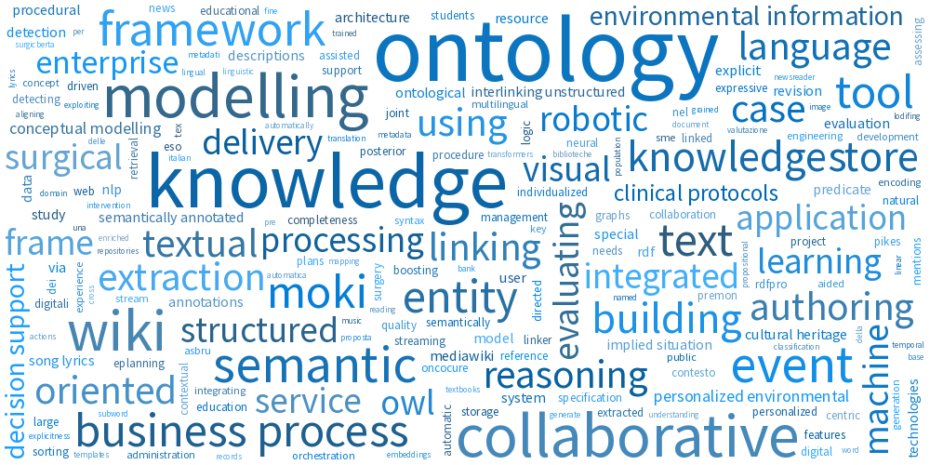 procedural
news
educational
fine
architecture
students
resource
environmental information
assessing
detection
per
framework
trained
ontology
language
surgic berta
metadati
descriptions
assisted
enterprise
lingual
linguistic
support
explicit
newsreader
lyrics
concept
driven
modelling
ontological
interlinking
unstructured
expressive
revision
tool
detecting
exploiting
aligning
multilingual
case
image
joint
nel
gained
document
lodifing
conceptual modelling
tex
automatically
metadata
using
robotic
valutazione
evaluation
delle
delivery
translation
logic
neural
sme
linked
engineering
development
surgical
retrieval
eso
italian
posterior
procedure
transformers
biblioteche
population
knowledgestore
data
domain
web
nlp
knowledge
visual
encoding
intervention
individualized
clinical protocols
predicate
natural
study
semantically annotated
pre
completeness
syntax
management
graphs
collaboration
application
una
enriched
key
special
frame
repositories
textual
processing
linking
evaluating
needs
rdf
text
propositional
project
pikes
mentions
dei
via
experience
cross
extraction
automatica
plans
mapping
boosting
bank
user
directed
integrated
learning
linear
digitali
stream
annotations
moki
surgery
reading
entity
named
rdfpro
aided
premon
decision support
wiki
structured
music
proposta
quality
semantically
building
authoring
actions
streaming
model
linker
cultural heritage
della
temporal
song lyrics
eplanning
asbru
mediawiki
reference
implied situation
classification
base
contextual
semantic
oncocure
reasoning
public
contesto
event
machine
oriented
integrating
textbooks
system
specification
personalized environmental
subword
education
service
owl
automatic
storage
extracted
personalized
centric
generation
technologies
large
explicitness
business process
collaborative
generate
understanding
features
sorting
templates
administration
records
orchestration
embeddings
digital
word